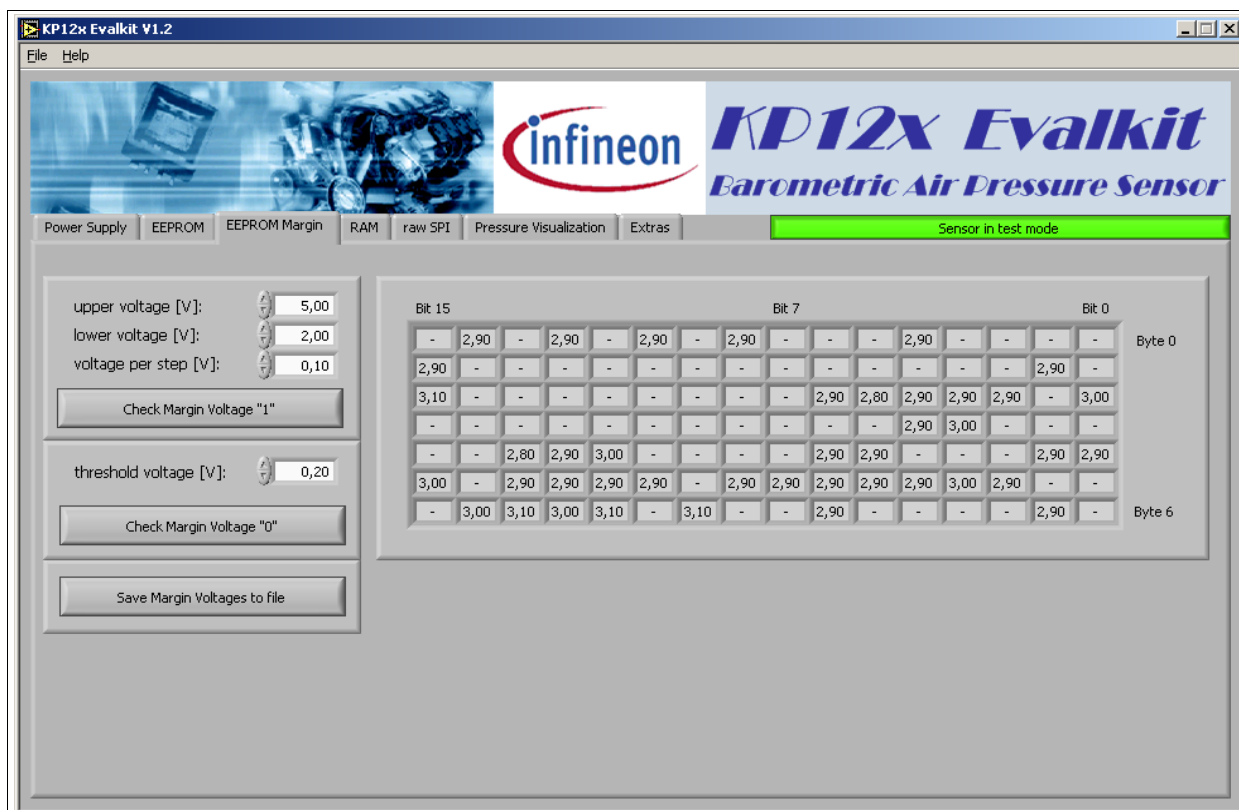 KP12x Evalkit V1.2
File Help
infineon
KP12x Evalkit
Barometric Air Pressure Sensor
Power Supply EEPROM EEPROM Margin RAM raw SPI Pressure Visualization Extras Sensor in test mode
upper voltage [V]: 5,00
lower voltage [V]: 2,00
voltage per step [V]: 0,10
Check Margin Voltage "1"
threshold voltage [V]: 0,20
Check Margin Voltage "0"
Save Margin Voltages to file
Bit 15 Bit 7 Bit 0
- 2,90 - 2,90 - 2,90 - 2,90 - - - 2,90 - - - - Byte 0
2,90 - - - - - - - - - - - - - 2,90 -
3,10 - - - - - - - - 2,90 2,80 2,90 2,90 2,90 - 3,00
- - - - - - - - - - - 2,90 3,00 - - -
- - 2,80 2,90 3,00 - - - - 2,90 2,90 - - - 2,90 2,90
3,00 - 2,90 2,90 2,90 2,90 - 2,90 2,90 2,90 2,90 2,90 3,00 2,90 - -
- 3,00 3,10 3,00 3,10 - 3,10 - - 2,90 - - - - 2,90 - Byte 6